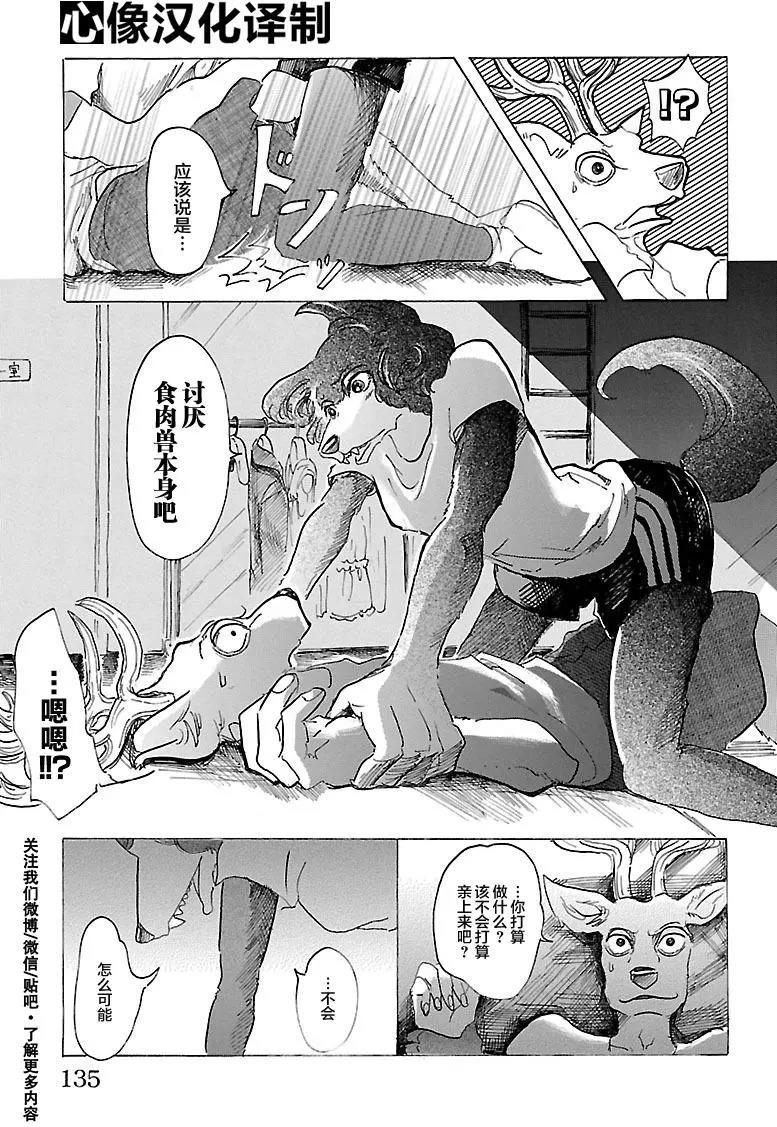 心像汉化译制
!?
ドン
应该说是…
讨厌
食肉兽本身吧
室
…嗯嗯!!?
…你打算
做什么？
该不会打算
亲上来吧？
…不会
怎么可能
关注我们微博/微信/贴吧・了解更多内容
135